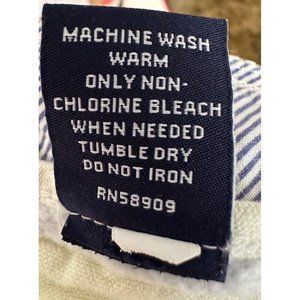 MACHINE WASH
WARM
ONLY NON-
CHLORINE BLEACH
WHEN NEEDED
TUMBLE DRY
DO NOT IRON
RN58909